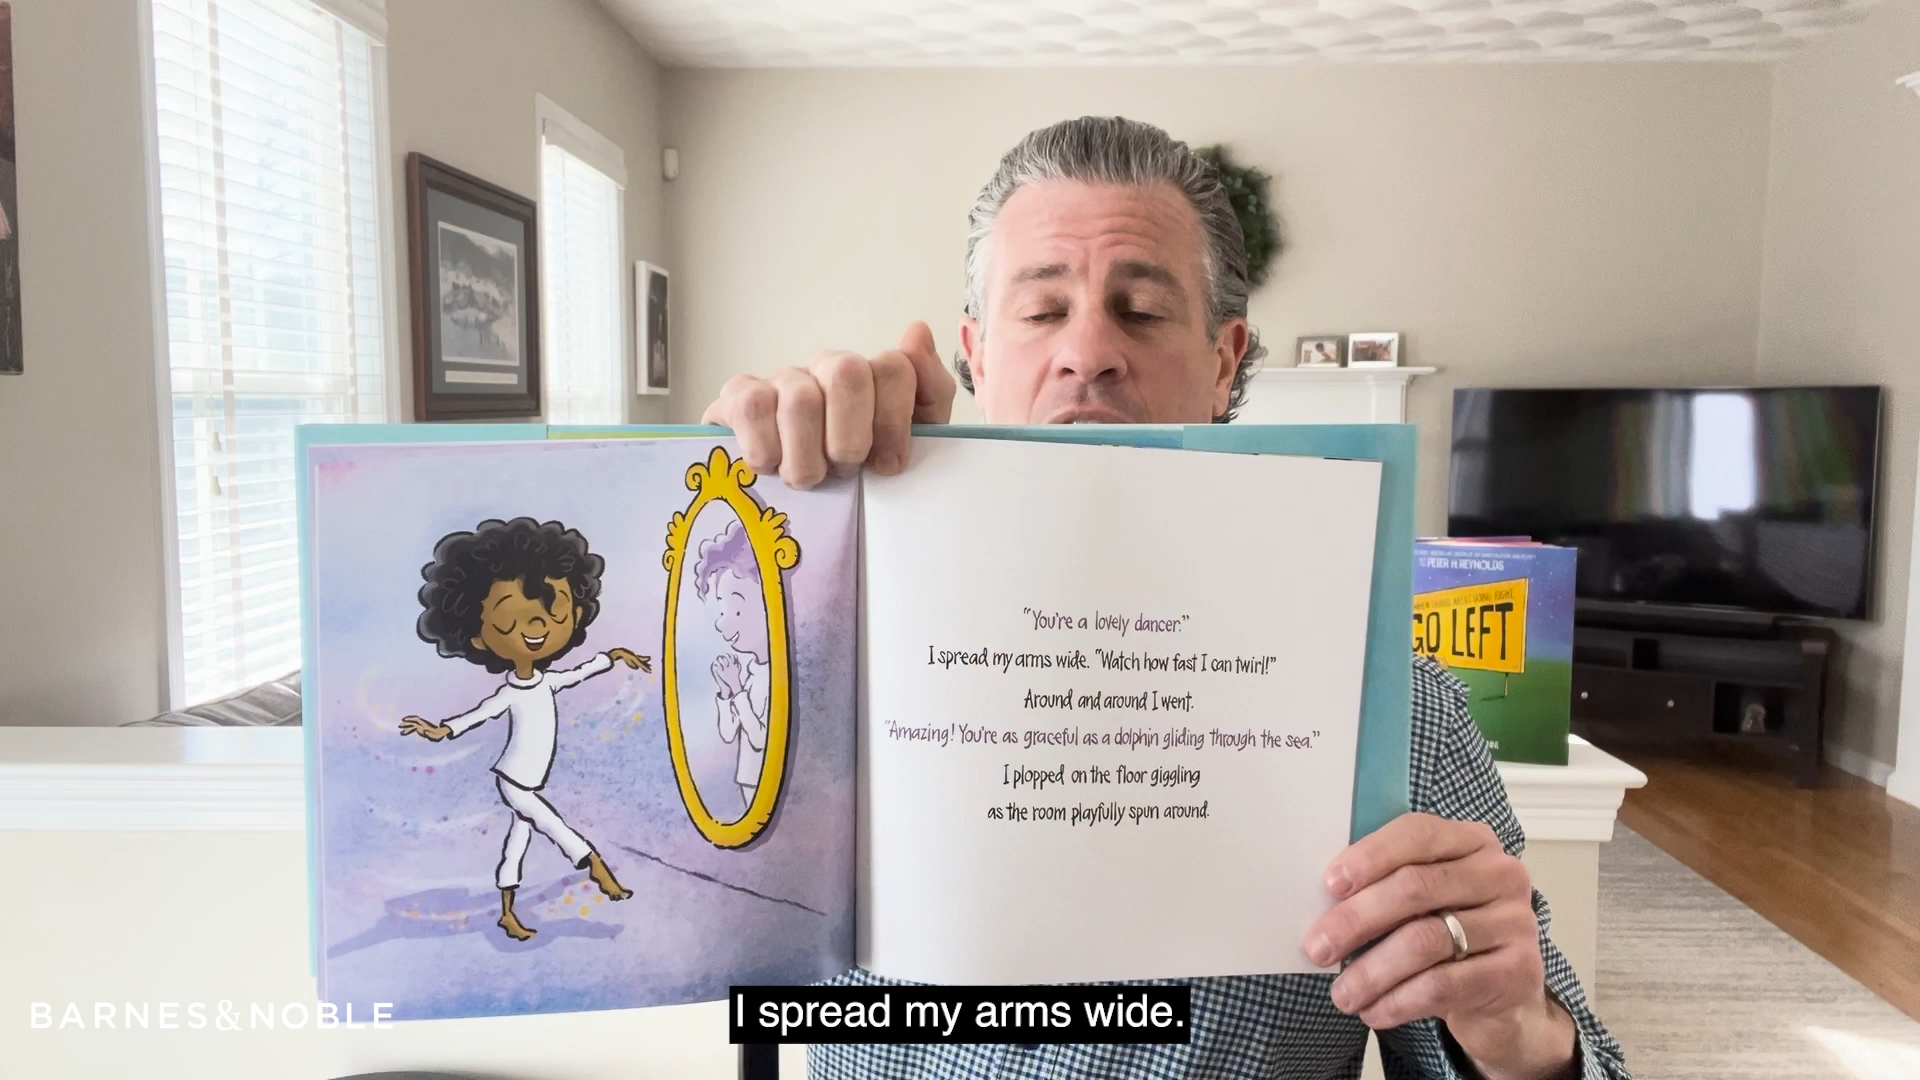 "You're a lovely dancer."
I spread my arms wide. "Watch how fast I can twirl!"
Around and around I went.
"Amazing! You're as graceful as a dolphin gliding through the sea."
I plopped on the floor giggling
as the room playfully spun around.
PETER H. REYNOLDS
GO LEFT
BARNES&NOBLE
I spread my arms wide.